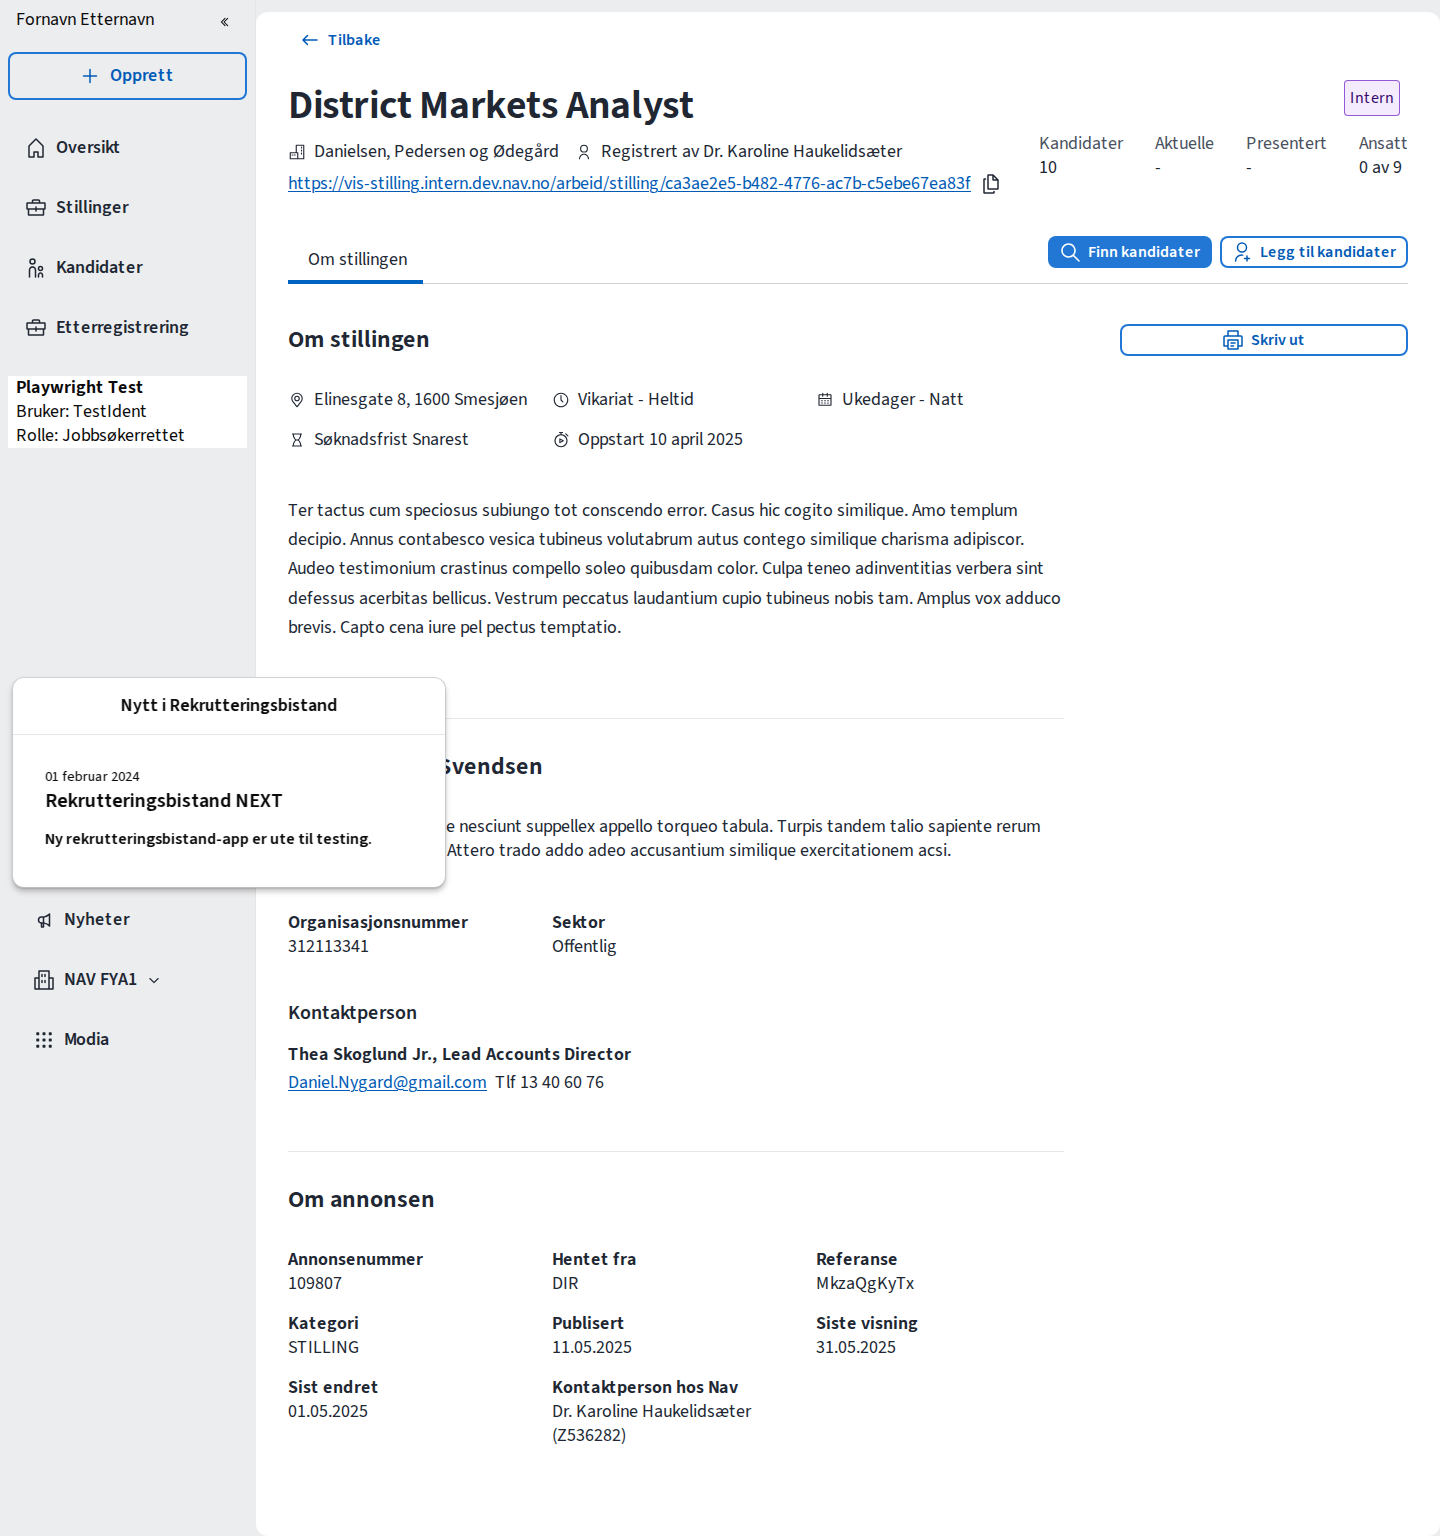 Fornavn Etternavn
Opprett
Oversikt
Stillinger
Kandidater
Etterregistrering
Playwright Test
Bruker: TestIdent
Rolle: Jobbsøkerrettet
Nytt i Rekrutteringsbistand
01 februar 2024
Rekrutteringsbistand NEXT
Ny rekrutteringsbistand-app er ute til testing.
Nyheter
NAV FYA1
Modia
Tilbake
District Markets Analyst
Intern
Danielsen, Pedersen og Ødegård Registrert av Dr. Karoline Haukelidsæter
https://vis-stilling.intern.dev.nav.no/arbeid/stilling/ca3ae2e5-b482-4776-ac7b-c5ebe67ea83f
Kandidater Aktuelle Presentert Ansatt
10 - - 0 av 9
Om stillingen
Finn kandidater Legg til kandidater
Om stillingen
Skriv ut
Elinesgate 8, 1600 Smesjøen Vikariat - Heltid Ukedager - Natt
Søknadsfrist Snarest Oppstart 10 april 2025
Ter tactus cum speciosus subiungo tot conscendo error. Casus hic cogito similique. Amo templum
decipio. Annus contabesco vesica tubineus volutabrum autus contego similique charisma adipiscor.
Audeo testimonium crastinus compello soleo quibusdam color. Culpa teneo adinventitias verbera sint
defessus acerbitas bellicus. Vestrum peccatus laudantium cupio tubineus nobis tam. Amplus vox adduco
brevis. Capto cena iure pel pectus temptatio.
Svendsen
e nesciunt suppellex appello torqueo tabula. Turpis tandem talio sapiente rerum
Attero trado addo adeo accusantium similique exercitationem acsi.
Organisasjonsnummer Sektor
312113341 Offentlig
Kontaktperson
Thea Skoglund Jr., Lead Accounts Director
Daniel.Nygard@gmail.com Tlf 13 40 60 76
Om annonsen
Annonsenummer Hentet fra Referanse
109807 DIR MkzaQgKyTx
Kategori Publisert Siste visning
STILLING 11.05.2025 31.05.2025
Sist endret Kontaktperson hos Nav
01.05.2025 Dr. Karoline Haukelidsæter
(Z536282)